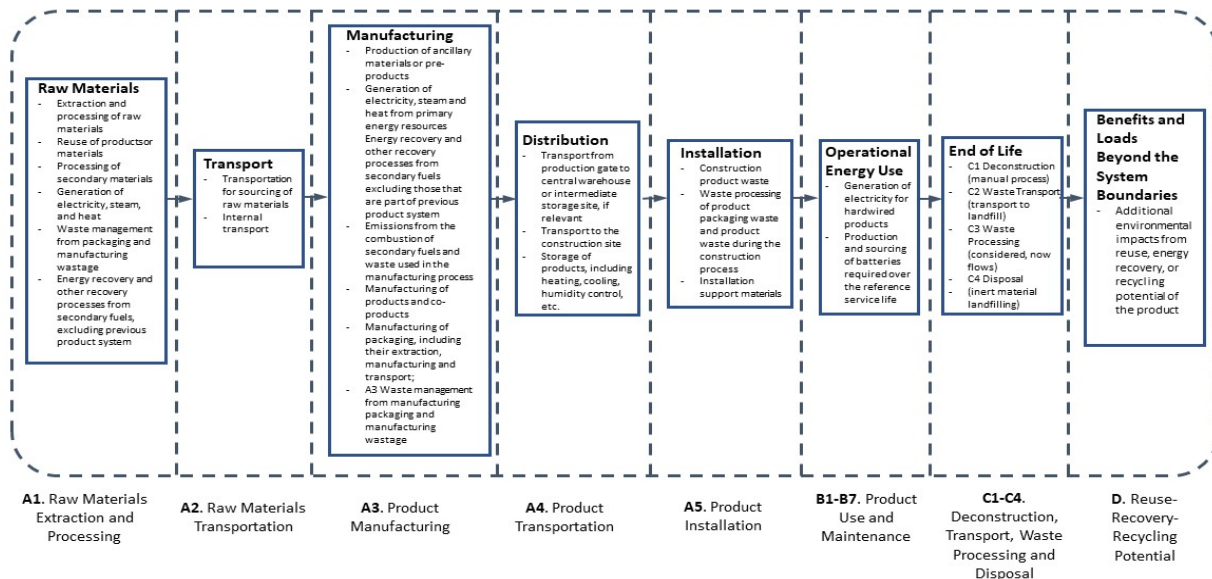 Raw Materials
- Extraction and
processing of raw
materials
- Reuse of productsor
materials
- Processing of
secondary materials
- Generation of
electricity, steam,
and heat
- Waste management
from packaging and
manufacturing
wastage
- Energy recovery and
other recovery
processes from
secondary fuels,
excluding previous
product system
Transport
- Transportation
for sourcing of
raw materials
- Internal
transport
Manufacturing
- Production of ancillary
materials or pre-
products
- Generation of
electricity, steam and
heat from primary
energy resources
Energy recovery and
other recovery
processes from
secondary fuels
excluding those that
are part of previous
product system
- Emissions from the
combustion of
secondary fuels and
waste used in the
manufacturing process
- Manufacturing of
products and co-
products
- Manufacturing of
packaging, including
their extraction,
manufacturing and
transport;
- A3 Waste management
from manufacturing
packaging and
manufacturing
wastage
Distribution
- Transport from
production gate to
central warehouse
or intermediate
storage site, if
relevant
- Transport to the
construction site
- Storage of
products, including
heating, cooling,
humidity control,
etc.
Installation
- Construction
product waste
- Waste processing of
product packaging waste
and product
waste during the
construction
process
- Installation
support materials
Operational
Energy Use
- Generation of
electricity for
hardwired
products
- Production
and sourcing
of batteries
required over
the reference
service life
End of Life
- C1 Deconstruction
(manual process)
- C2 Waste Transport
(transport to
landfill)
- C3 Waste
Processing
(considered, now
flows)
- C4 Disposal
- (inert material
landfilling)
Benefits and
Loads
Beyond the
System
Boundaries
- Additional
environmental
impacts from
reuse, energy
recovery, or
recycling
potential of
the product
A1. Raw Materials
Extraction and
Processing
A2. Raw Materials
Transportation
A3. Product
Manufacturing
A4. Product
Transportation
A5. Product
Installation
B1-B7. Product
Use and
Maintenance
C1-C4.
Deconstruction,
Transport, Waste
Processing and
Disposal
D. Reuse-
Recovery-
Recycling
Potential